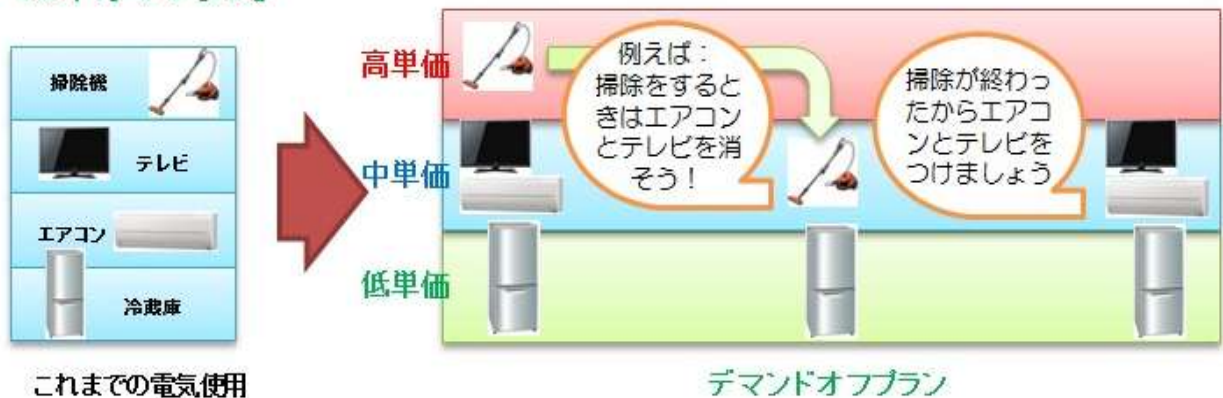 掃除機
テレビ
エアコン
冷蔵庫
これまでの電気使用
高単価
中単価
低単価
例えば：
掃除をすると
きはエアコン
とテレビを消
そう！
掃除が終わっ
たからエアコ
ンとテレビを
つけましょう
デマンドオフプラン